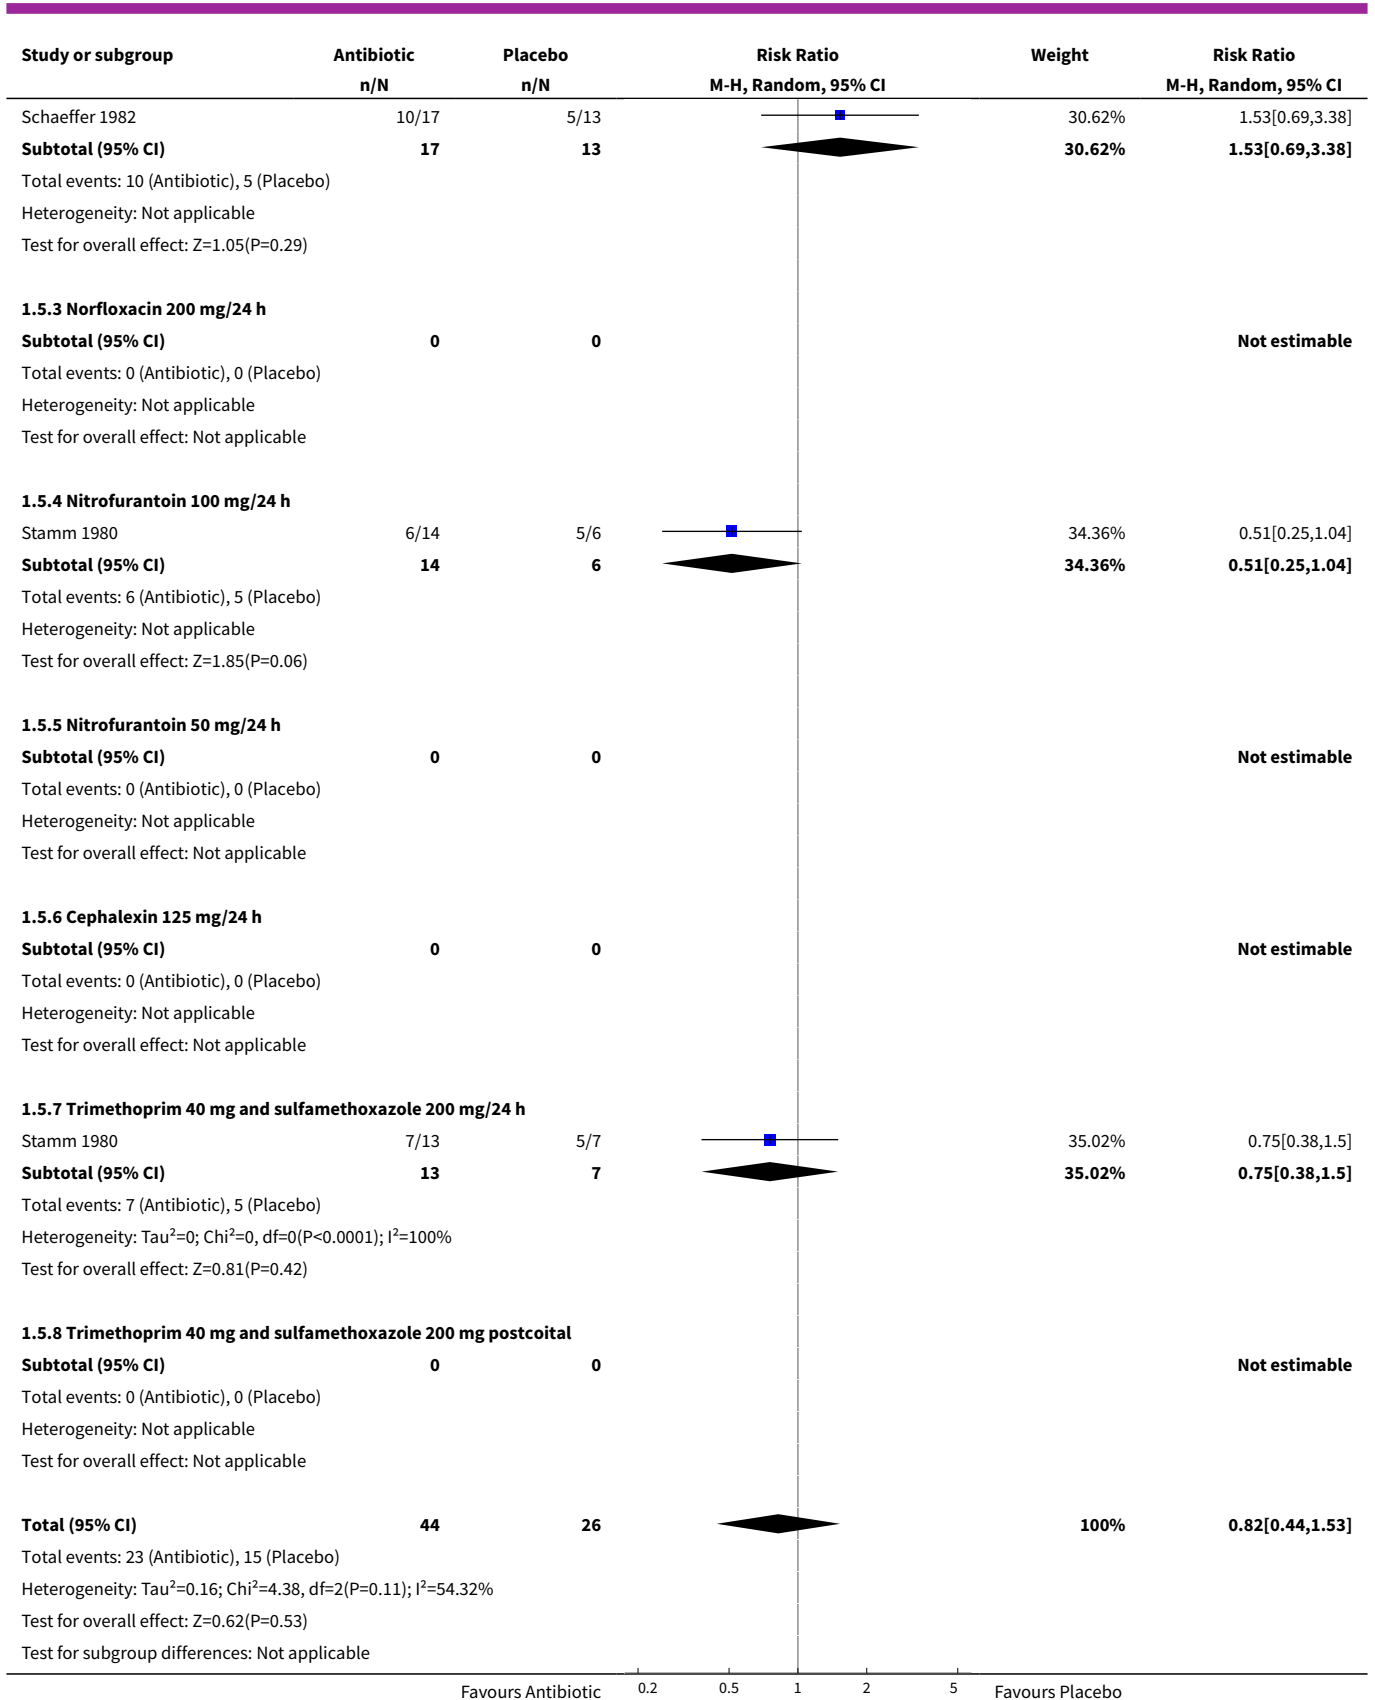 Study or subgroup Antibiotic Placebo Risk Ratio Weight Risk Ratio
n/N n/N M-H, Random, 95% CI M-H, Random, 95% CI
Schaeffer 1982 10/17 5/13 30.62% 1.53[0.69,3.38]
Subtotal (95% CI) 17 13 30.62% 1.53[0.69,3.38]
Total events: 10 (Antibiotic), 5 (Placebo)
Heterogeneity: Not applicable
Test for overall effect: Z=1.05(P=0.29)
1.5.3 Norfloxacin 200 mg/24 h
Subtotal (95% CI) 0 0 Not estimable
Total events: 0 (Antibiotic), 0 (Placebo)
Heterogeneity: Not applicable
Test for overall effect: Not applicable
1.5.4 Nitrofurantoin 100 mg/24 h
Stamm 1980 6/14 5/6 34.36% 0.51[0.25,1.04]
Subtotal (95% CI) 14 6 34.36% 0.51[0.25,1.04]
Total events: 6 (Antibiotic), 5 (Placebo)
Heterogeneity: Not applicable
Test for overall effect: Z=1.85(P=0.06)
1.5.5 Nitrofurantoin 50 mg/24 h
Subtotal (95% CI) 0 0 Not estimable
Total events: 0 (Antibiotic), 0 (Placebo)
Heterogeneity: Not applicable
Test for overall effect: Not applicable
1.5.6 Cephalexin 125 mg/24 h
Subtotal (95% CI) 0 0 Not estimable
Total events: 0 (Antibiotic), 0 (Placebo)
Heterogeneity: Not applicable
Test for overall effect: Not applicable
1.5.7 Trimethoprim 40 mg and sulfamethoxazole 200 mg/24 h
Stamm 1980 7/13 5/7 35.02% 0.75[0.38,1.5]
Subtotal (95% CI) 13 7 35.02% 0.75[0.38,1.5]
Total events: 7 (Antibiotic), 5 (Placebo)
Heterogeneity: Tau²=0; Chi²=0, df=0(P<0.0001); I²=100%
Test for overall effect: Z=0.81(P=0.42)
1.5.8 Trimethoprim 40 mg and sulfamethoxazole 200 mg postcoital
Subtotal (95% CI) 0 0 Not estimable
Total events: 0 (Antibiotic), 0 (Placebo)
Heterogeneity: Not applicable
Test for overall effect: Not applicable
Total (95% CI) 44 26 100% 0.82[0.44,1.53]
Total events: 23 (Antibiotic), 15 (Placebo)
Heterogeneity: Tau²=0.16; Chi²=4.38, df=2(P=0.11); I²=54.32%
Test for overall effect: Z=0.62(P=0.53)
Test for subgroup differences: Not applicable
Favours Antibiotic 0.2 0.5 1 2 5 Favours Placebo